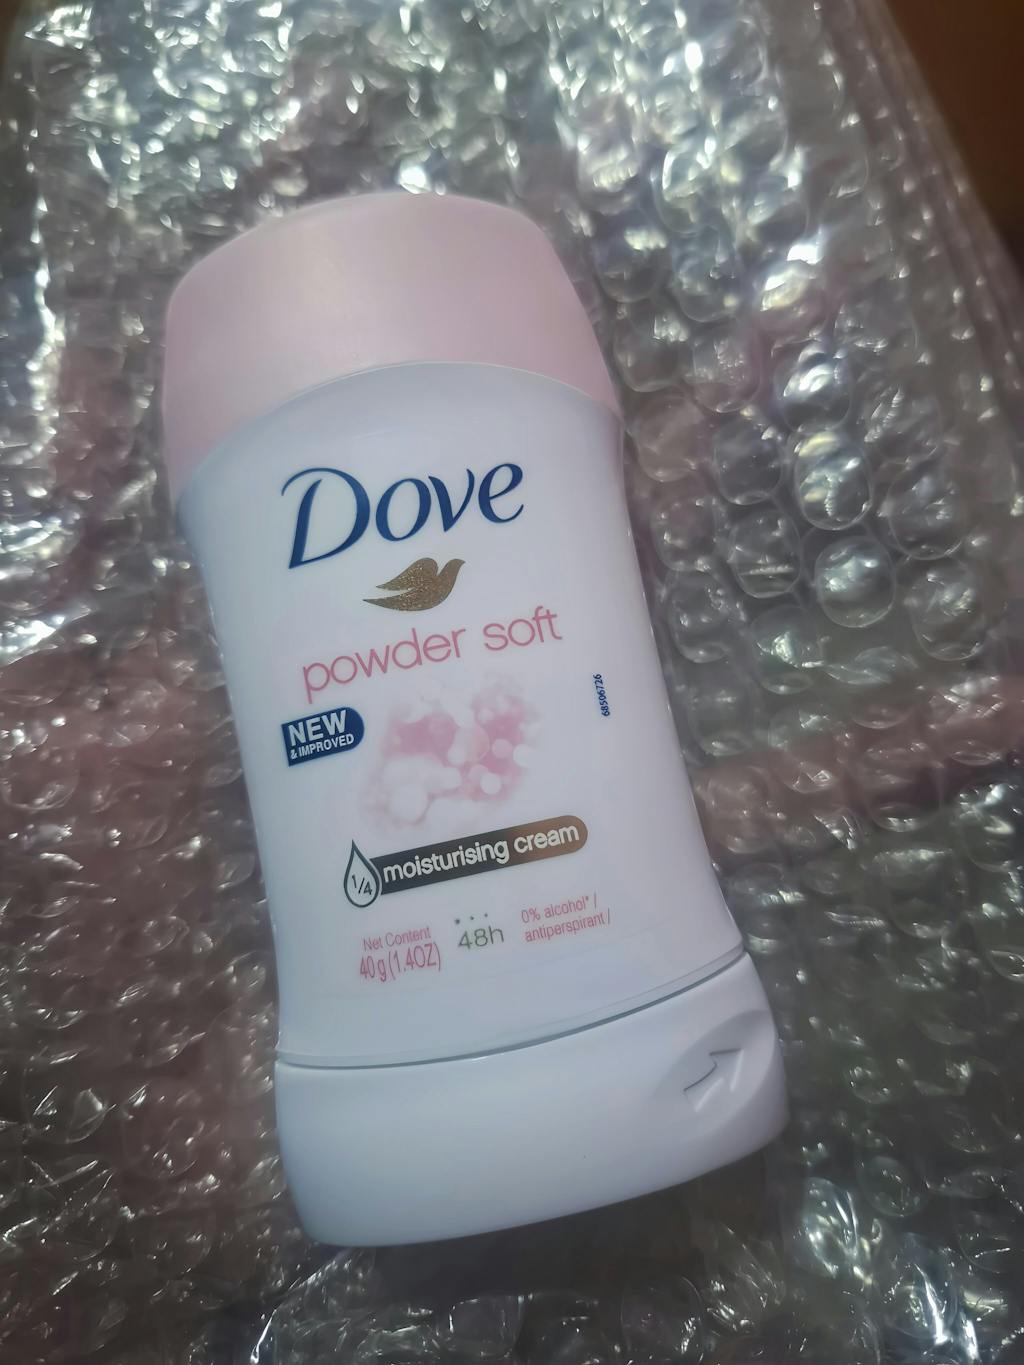 Dove
powder soft
NEW
& IMPROVED
68506726
1/4 moisturising cream
Net Content
40 g (1.4OZ)
48h
0% alcohol* /
antiperspirant /